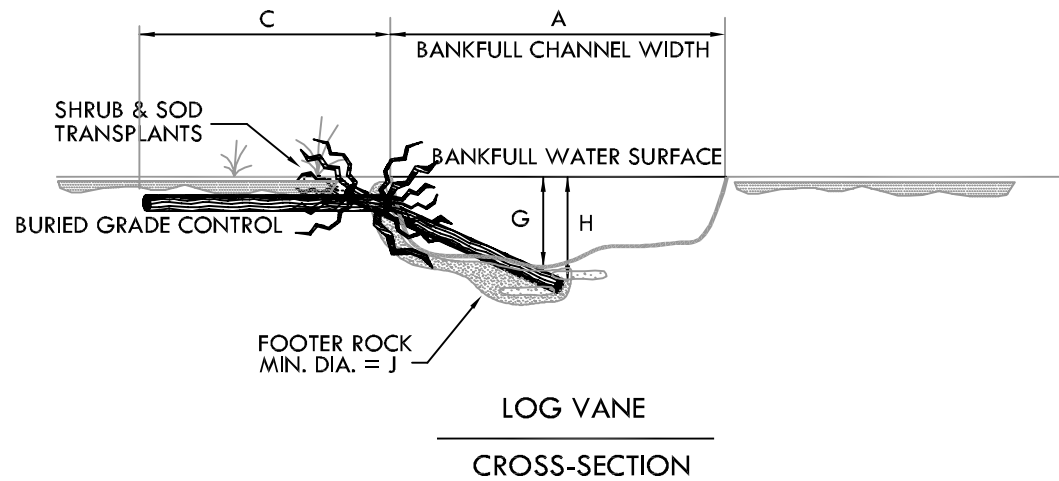 C
A
BANKFULL CHANNEL WIDTH
SHRUB & SOD
TRANSPLANTS
BANKFULL WATER SURFACE
G
H
BURIED GRADE CONTROL
FOOTER ROCK
MIN. DIA. = J
LOG VANE
CROSS-SECTION